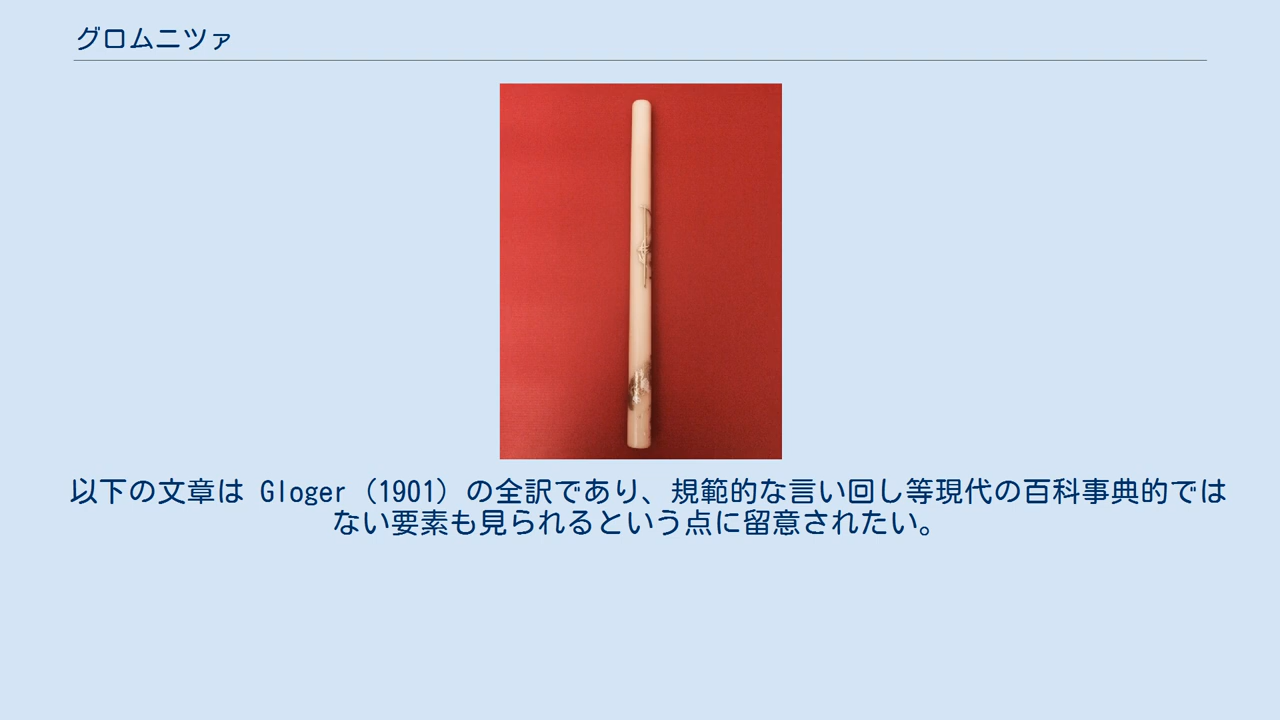 グロムニツァ
以下の文章は Gloger（1901）の全訳であり、規範的な言い回し等現代の百科事典的では
ない要素も見られるという点に留意されたい。